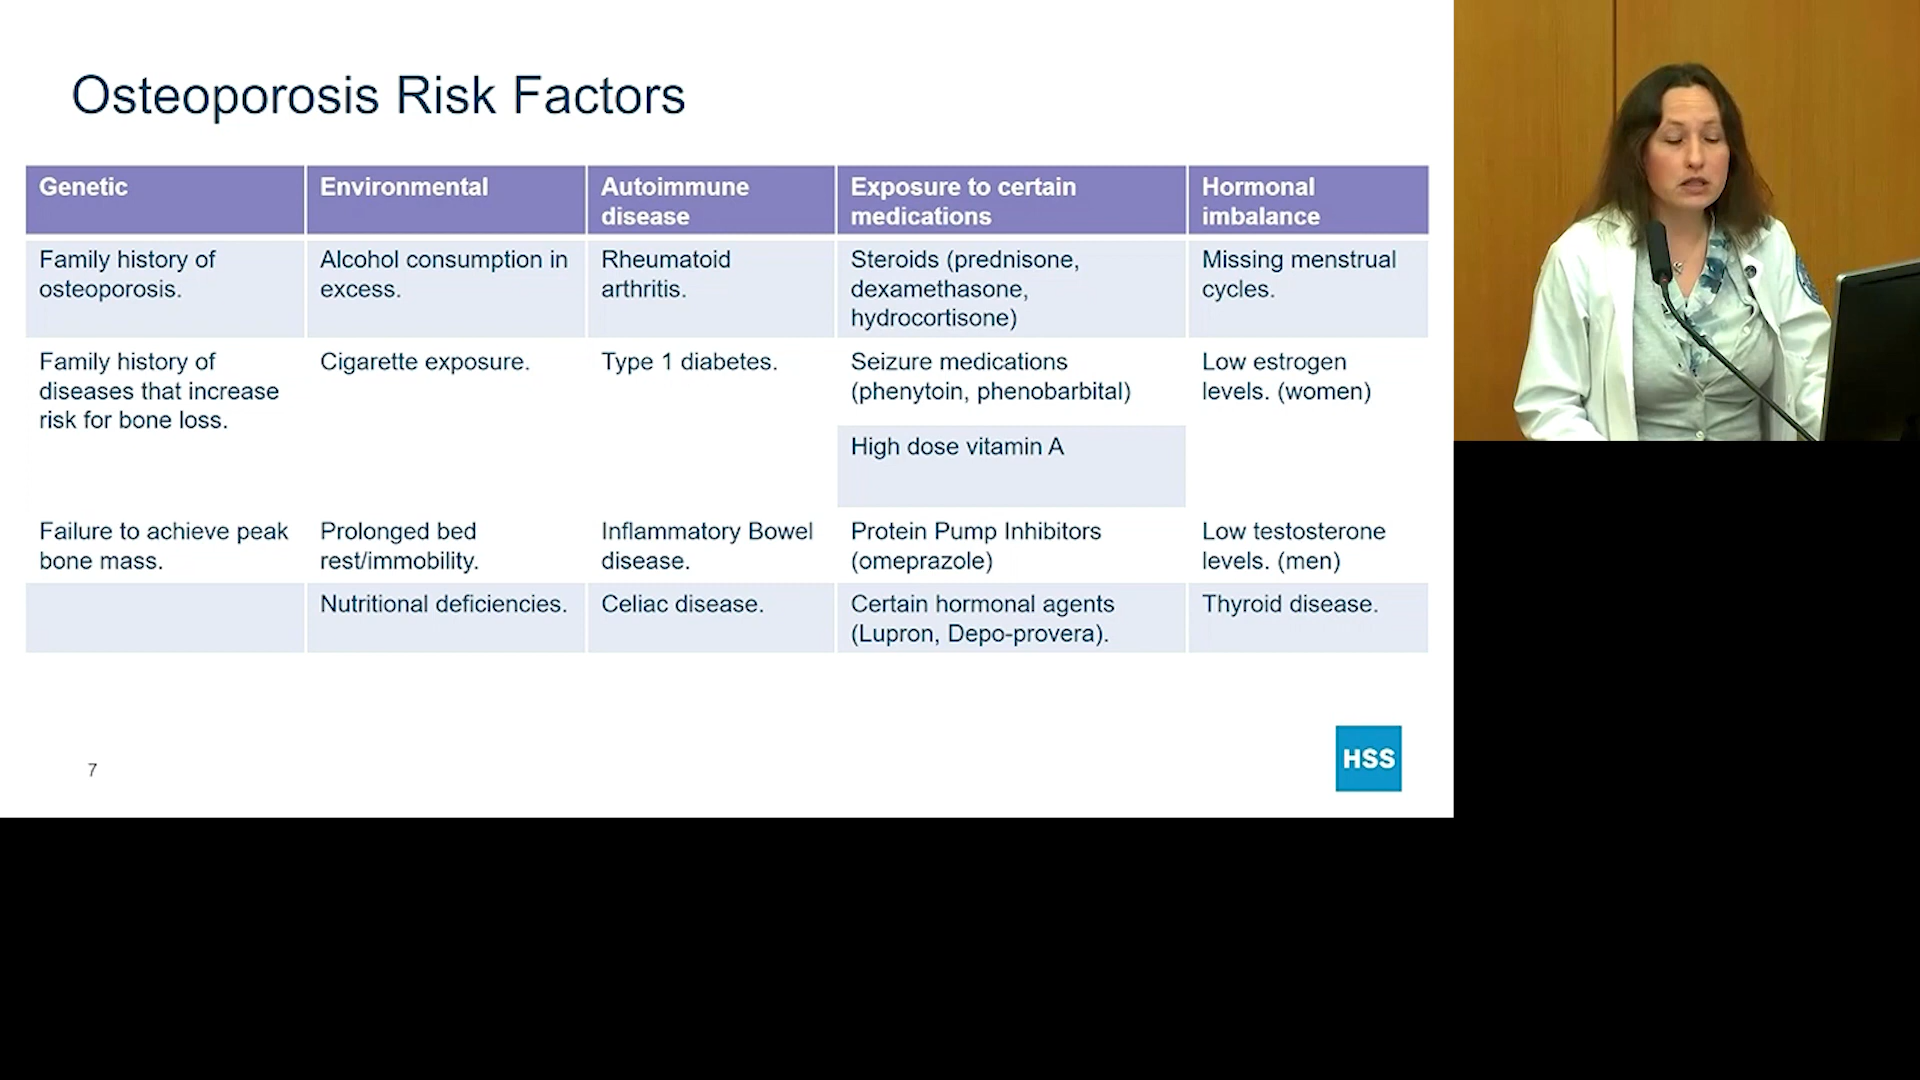 Osteoporosis Risk Factors
Genetic
Environmental
Autoimmune
disease
Exposure to certain
medications
Hormonal
imbalance
Family history of
osteoporosis.
Alcohol consumption in
excess.
Rheumatoid
arthritis.
Steroids (prednisone,
dexamethasone,
hydrocortisone)
Missing menstrual
cycles.
Family history of
diseases that increase
risk for bone loss.
Cigarette exposure.
Type 1 diabetes.
Seizure medications
(phenytoin, phenobarbital)
Low estrogen
levels. (women)
High dose vitamin A
Failure to achieve peak
bone mass.
Prolonged bed
rest/immobility.
Inflammatory Bowel
disease.
Protein Pump Inhibitors
(omeprazole)
Low testosterone
levels. (men)
Nutritional deficiencies.
Celiac disease.
Certain hormonal agents
(Lupron, Depo-provera).
Thyroid disease.
7
HSS